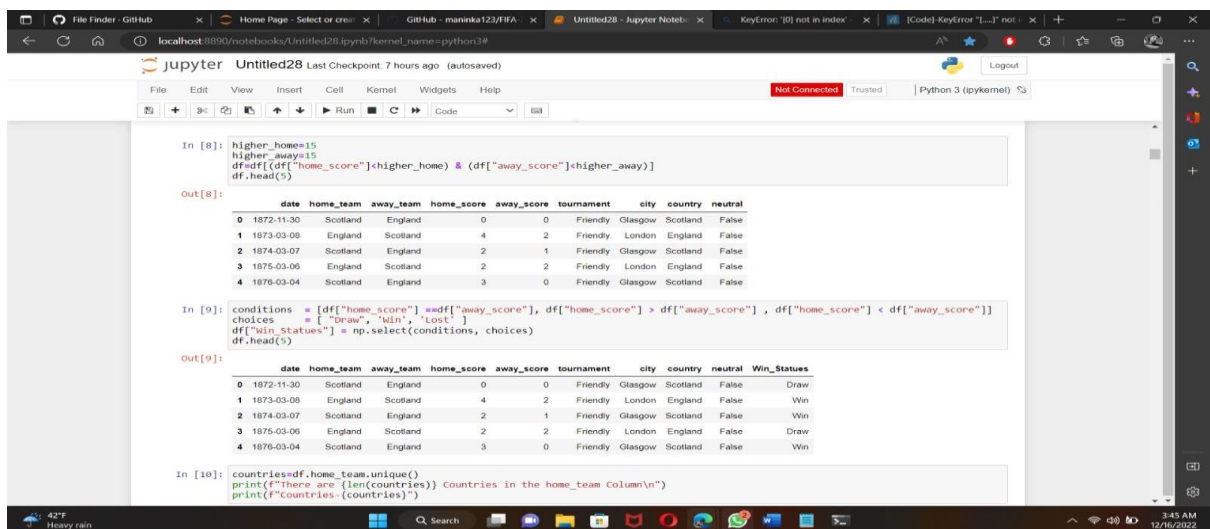 File Finder - GitHub
Home Page - Select or creat
GitHub - maninka123/FIFA-
Untitled28 - Jupyter Notebo
KeyError: '[0] not in index' -
[Code]-KeyError "[.....]" not i
localhost:8890/notebooks/Untitled28.ipynb?kernel_name=python3#
jupyter Untitled28 Last Checkpoint: 7 hours ago (autosaved)
Logout
File Edit View Insert Cell Kernel Widgets Help
Not Connected Trusted Python 3 (ipykernel)
Run Code
In [8]: higher_home=15
higher_away=15
df=df[(df["home_score"]<higher_home) & (df["away_score"]<higher_away)]
df.head(5)
Out[8]:
date home_team away_team home_score away_score tournament city country neutral
0 1872-11-30 Scotland England 0 0 Friendly Glasgow Scotland False
1 1873-03-08 England Scotland 4 2 Friendly London England False
2 1874-03-07 Scotland England 2 1 Friendly Glasgow Scotland False
3 1875-03-06 England Scotland 2 2 Friendly London England False
4 1876-03-04 Scotland England 3 0 Friendly Glasgow Scotland False
In [9]: conditions = [df["home_score"] ==df["away_score"], df["home_score"] > df["away_score"] , df["home_score"] < df["away_score"]]
choices = [ "Draw", 'Win', 'Lost' ]
df["Win_Statues"] = np.select(conditions, choices)
df.head(5)
Out[9]:
date home_team away_team home_score away_score tournament city country neutral Win_Statues
0 1872-11-30 Scotland England 0 0 Friendly Glasgow Scotland False Draw
1 1873-03-08 England Scotland 4 2 Friendly London England False Win
2 1874-03-07 Scotland England 2 1 Friendly Glasgow Scotland False Win
3 1875-03-06 England Scotland 2 2 Friendly London England False Draw
4 1876-03-04 Scotland England 3 0 Friendly Glasgow Scotland False Win
In [10]: countries=df.home_team.unique()
print(f"There are {len(countries)} Countries in the home_team Column\n")
print(f"Countries-{countries}")
42°F
Heavy rain
Search
3:45 AM
12/16/2022